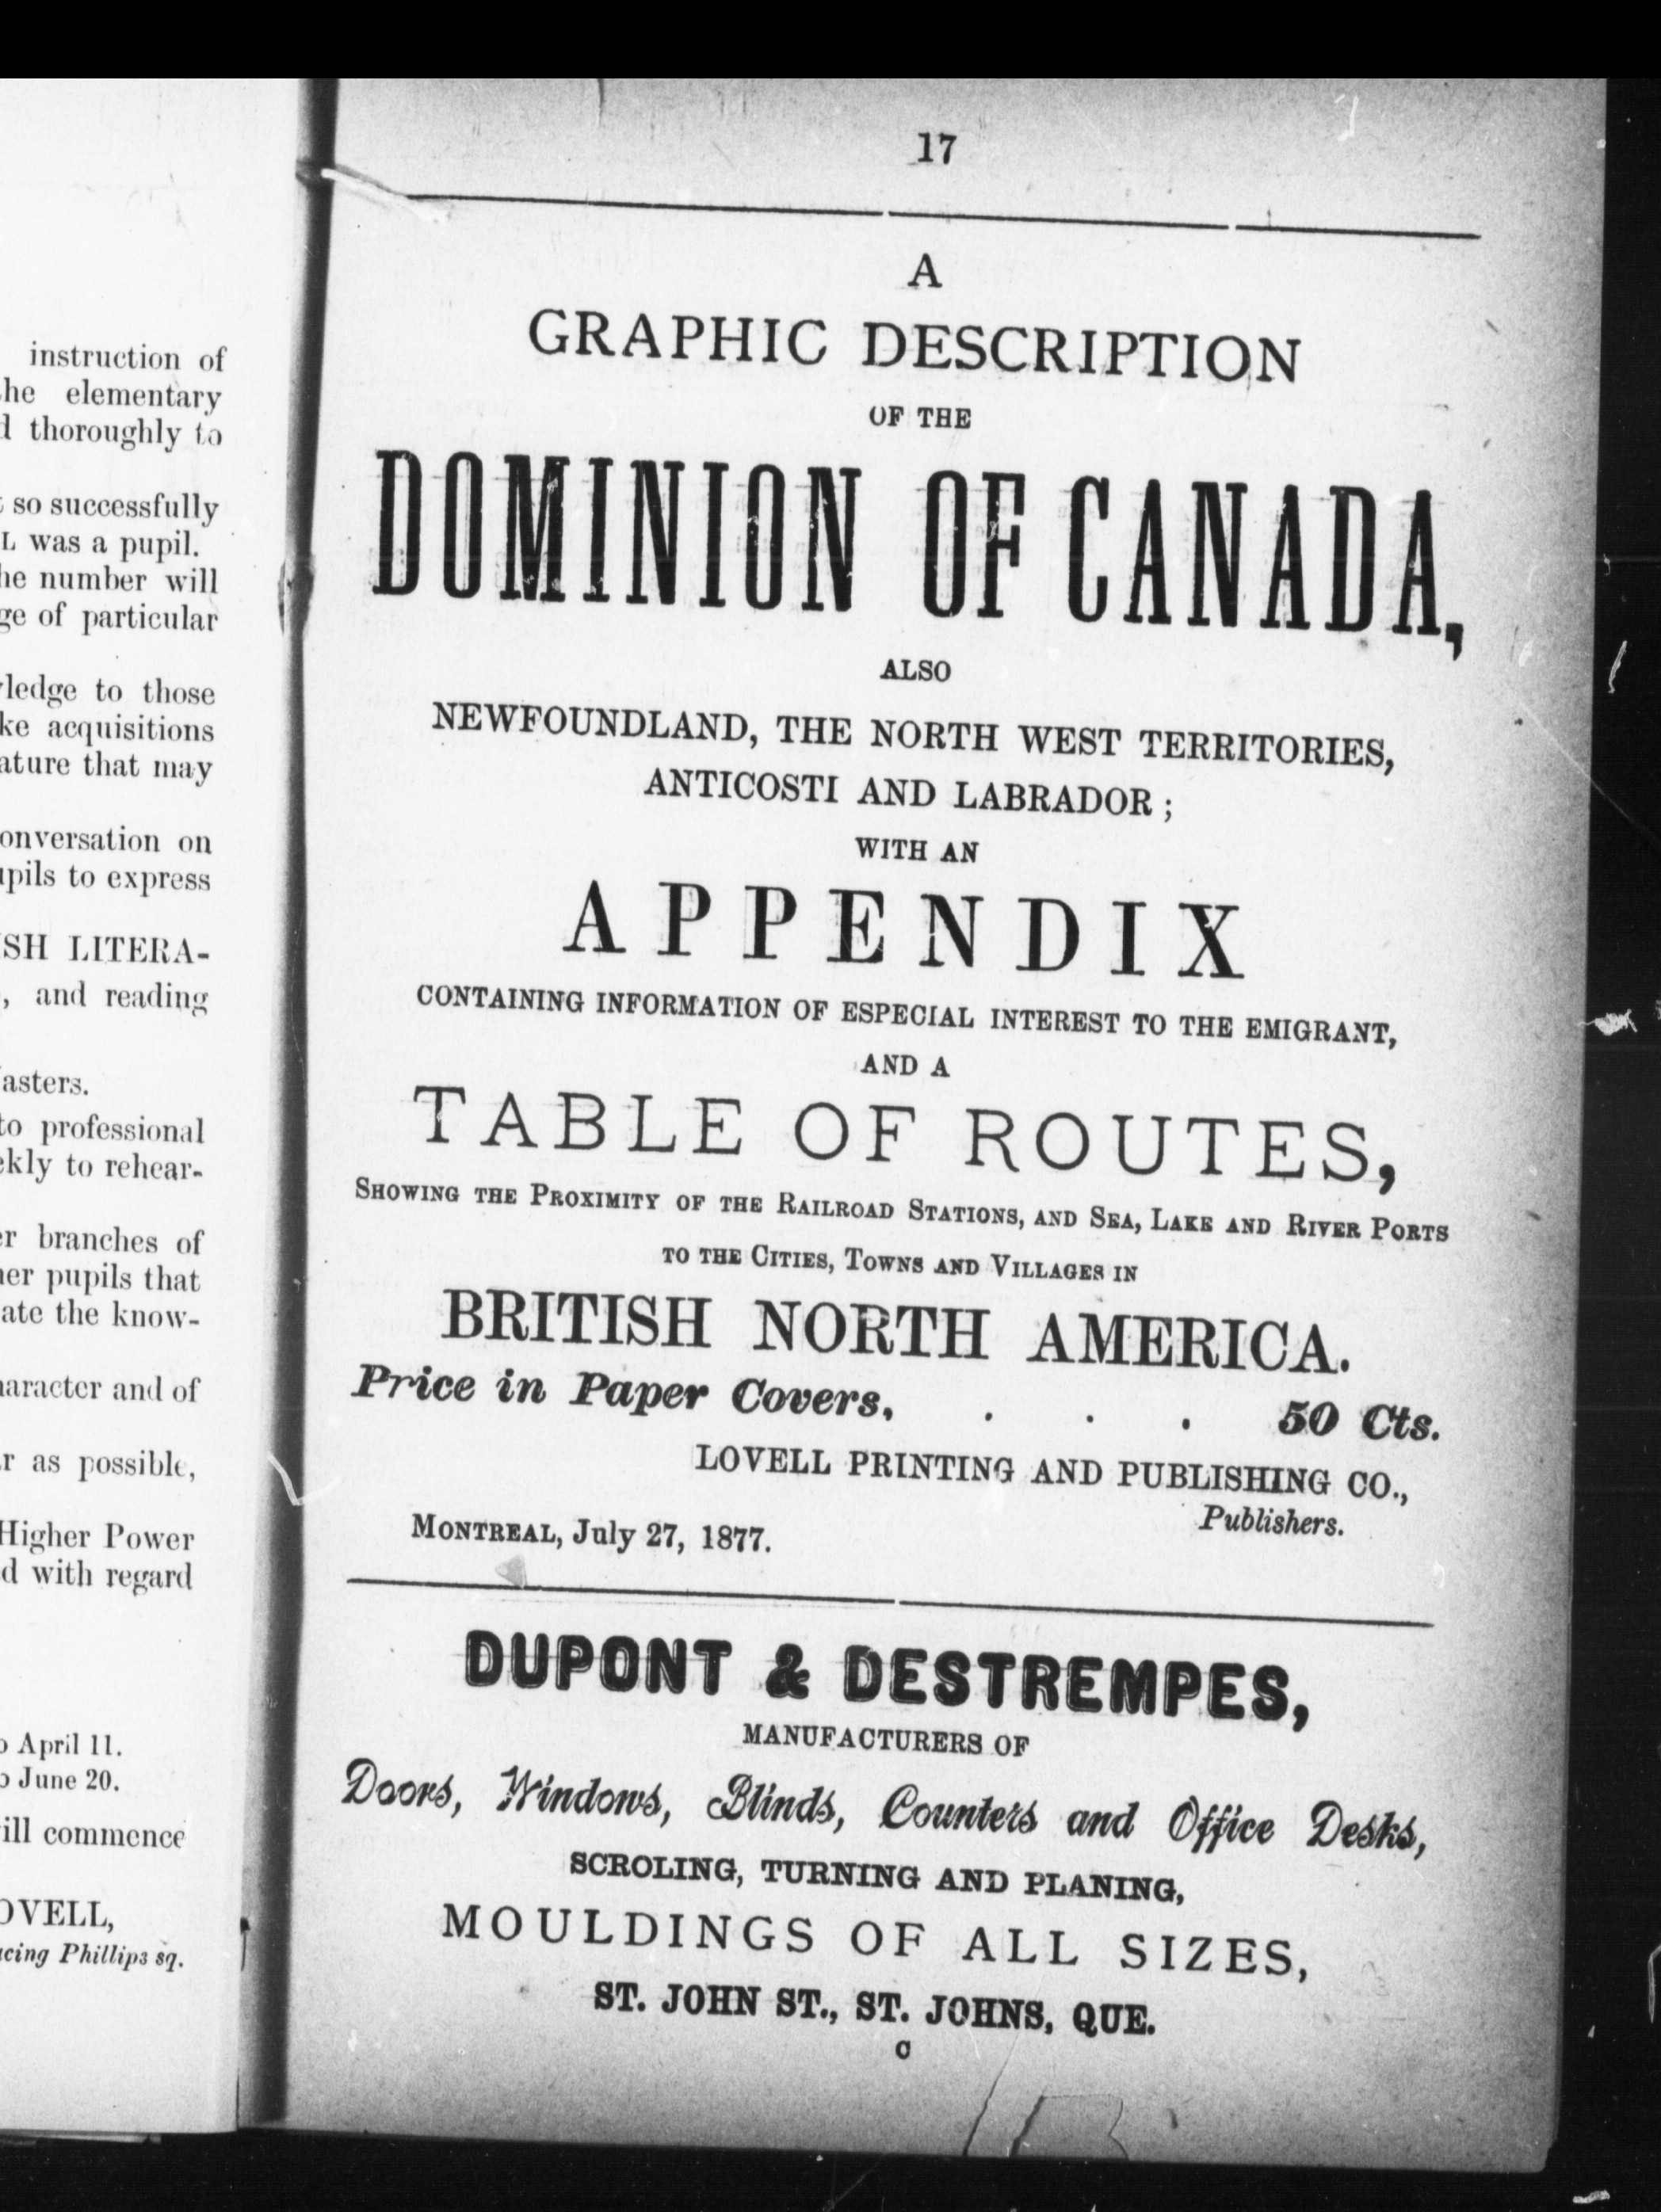 instruction of
elementary
thoroughly to
so successfully
was a pupil.
number will
of particular
to those
acquisitions
that may
on
to express
LITERA-
, and reading
to professional
to rehear-
branches of
pupils that
the know-
and of
as possible,
Higher Power
with regard
April 11.
June 20.
commence
Phillips sq.
17
A
GRAPHIC DESCRIPTION
OF THE
DOMINION OF CANADA,
ALSO
NEWFOUNDLAND, THE NORTH WEST TERRITORIES,
ANTICOSTI AND LABRADOR ;
WITH AN
APPENDIX
CONTAINING INFORMATION OF ESPECIAL INTEREST TO THE EMIGRANT,
AND A
TABLE OF ROUTES,
SHOWING THE PROXIMITY OF THE RAILROAD STATIONS, AND SEA, LAKE AND RIVER PORTS
TO THE CITIES, TOWNS AND VILLAGES IN
BRITISH NORTH AMERICA.
Price in Paper Covers, . . . 50 Cts.
LOVELL PRINTING AND PUBLISHING CO.,
Publishers.
MONTREAL, July 27, 1877.
DUPONT & DESTREMPES,
MANUFACTURERS OF
Doors, Windows, Blinds, Counters and Office Desks,
SCROLING, TURNING AND PLANING,
MOULDINGS OF ALL SIZES,
ST. JOHN ST., ST. JOHNS, QUE.
C